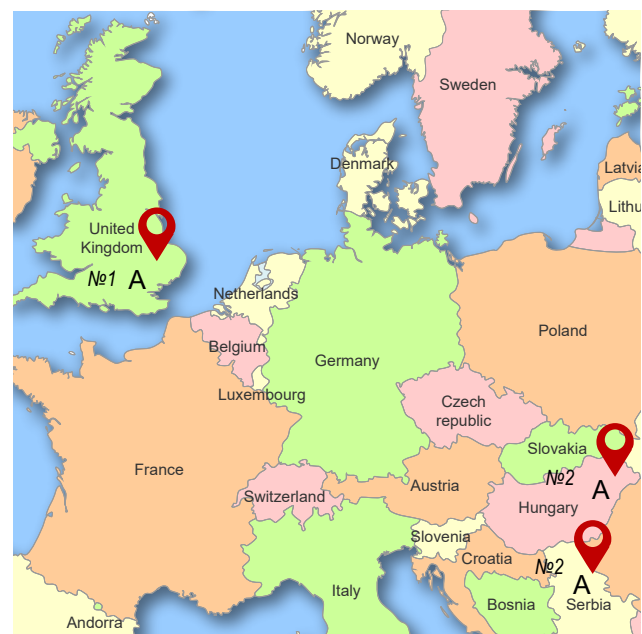 Norway
Sweden
Denmark
Latvia
Lithu
United
Kingdom
№1 A
Netherlands
Poland
Belgium
Germany
Luxembourg
Czech
republic
Slovakia
France
№2 A
Switzerland
Austria
Hungary
Slovenia
Croatia
№2 A
Italy
Bosnia
Serbia
Andorra